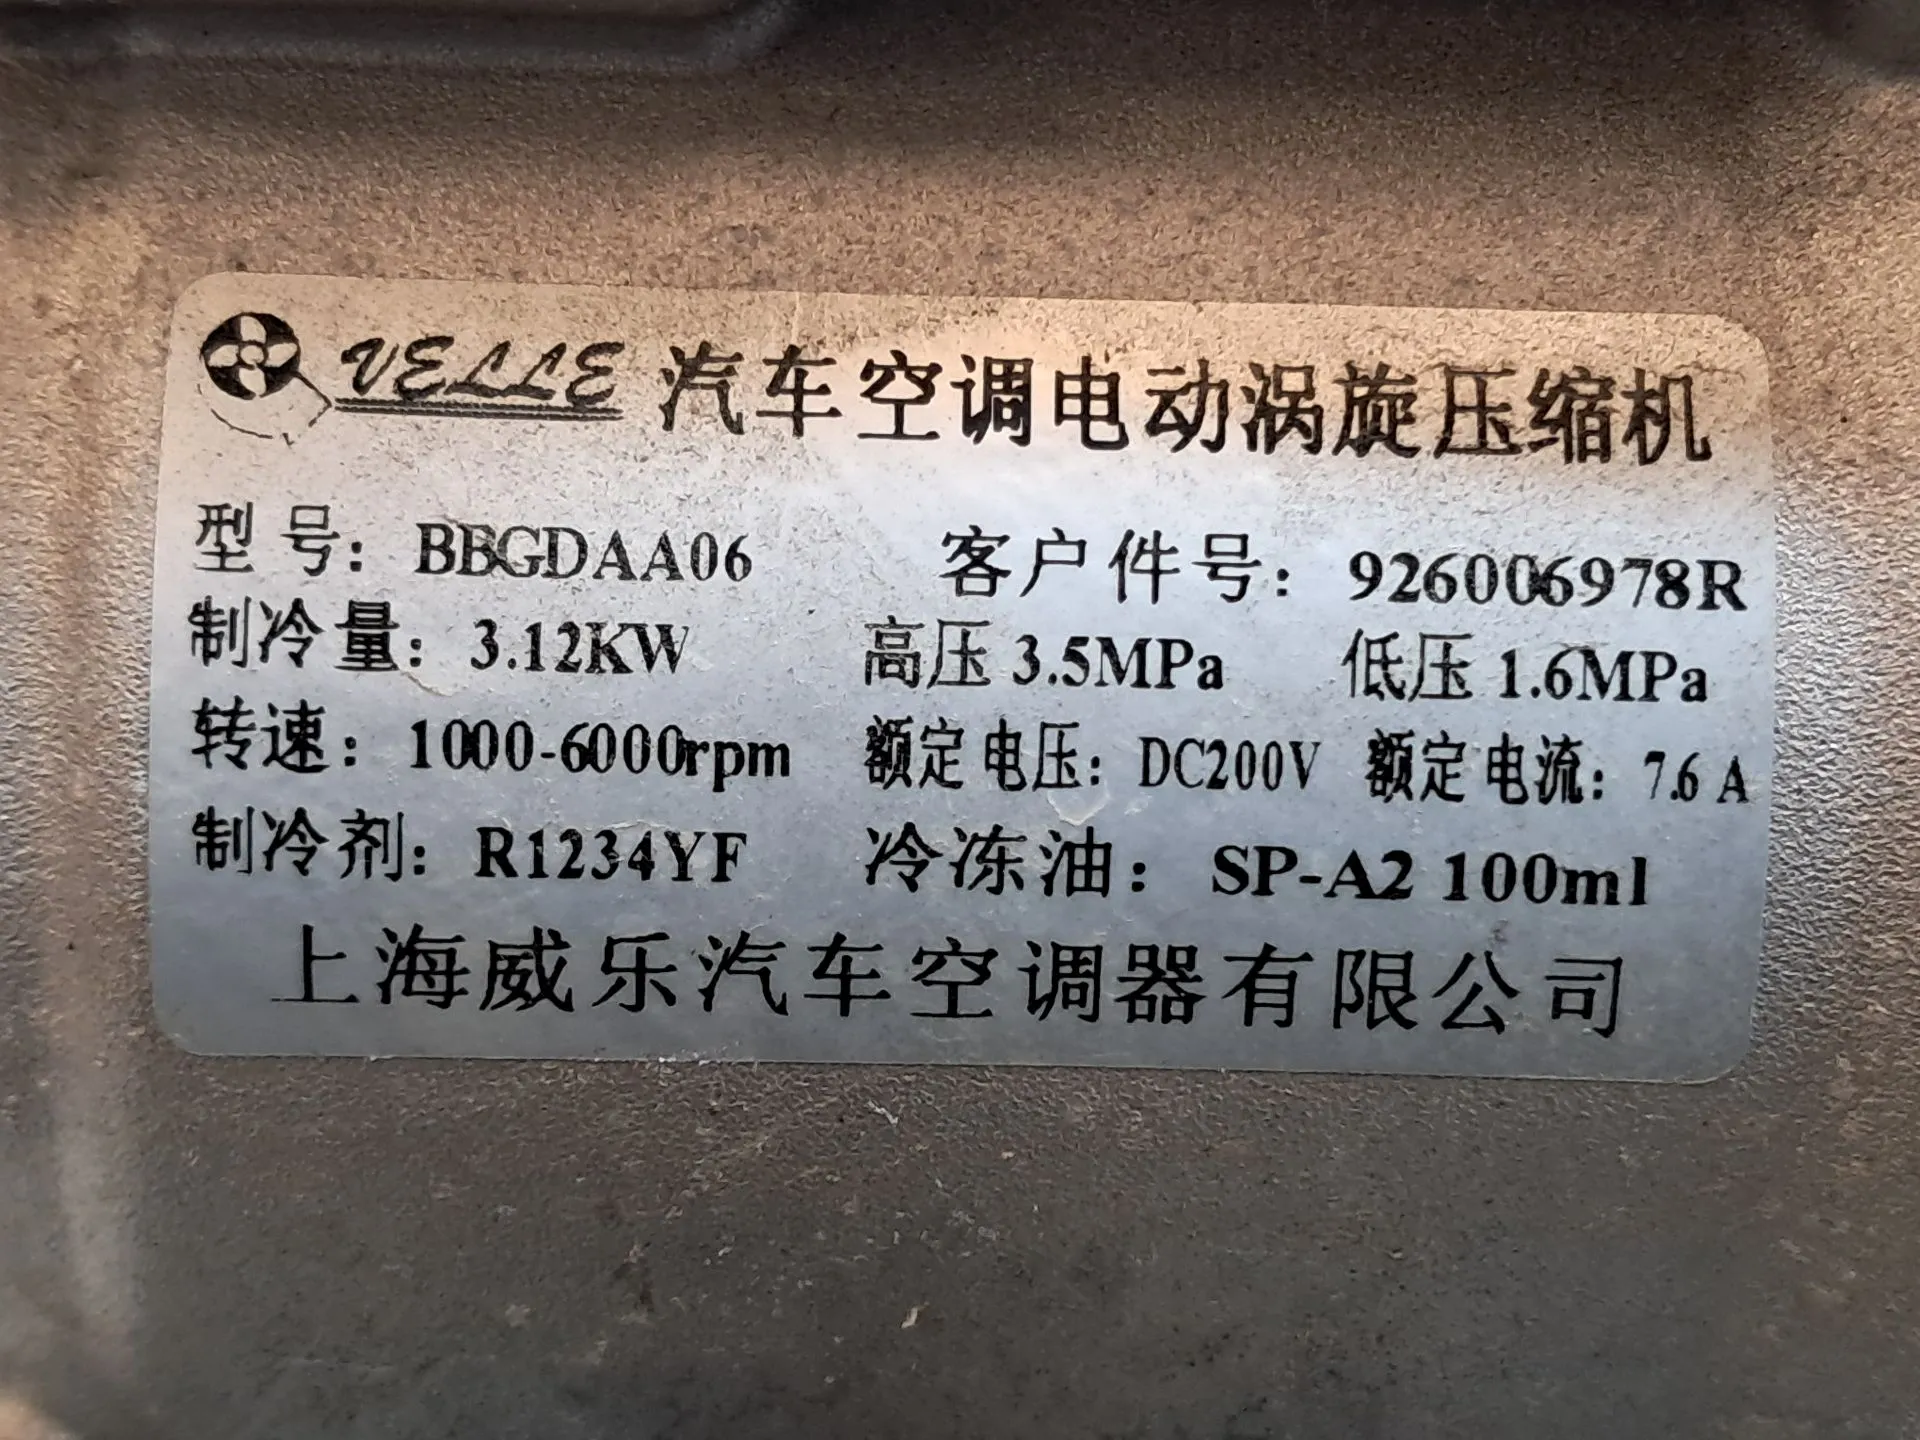 VELLE 汽车空调电动涡旋压缩机
型号：BBGDAA06 客户件号：926006978R
制冷量：3.12KW 高压 3.5MPa 低压 1.6MPa
转速：1000-6000rpm 额定电压：DC200V 额定电流：7.6 A
制冷剂：R1234YF 冷冻油：SP-A2 100ml
上海威乐汽车空调器有限公司